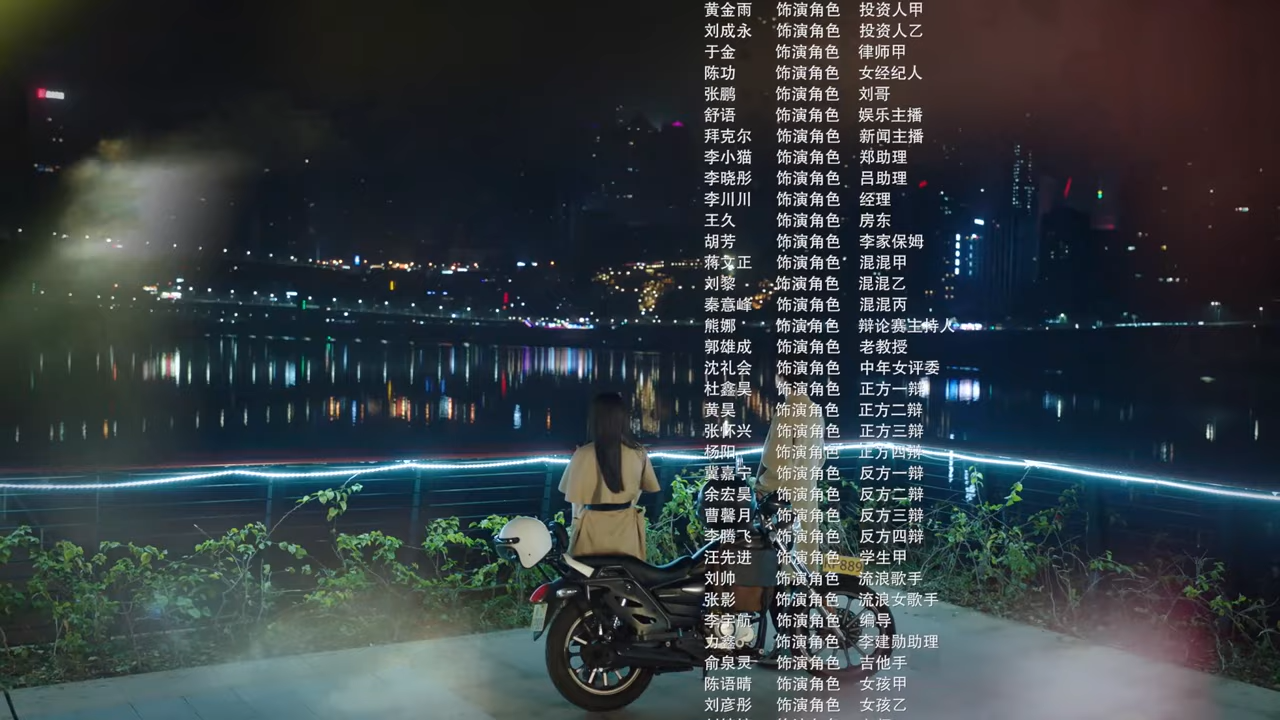 黄金雨 饰演角色 投资人甲
刘成永 饰演角色 投资人乙
于金 饰演角色 律师甲
陈功 饰演角色 女经纪人
张鹏 饰演角色 刘哥
舒语 饰演角色 娱乐主播
拜克尔 饰演角色 新闻主播
李小猫 饰演角色 郑助理
李晓彤 饰演角色 吕助理
李川川 饰演角色 经理
王久 饰演角色 房东
胡芳 饰演角色 李家保姆
蒋文正 饰演角色 混混甲
刘黎 饰演角色 混混乙
秦意峰 饰演角色 混混丙
熊娜 饰演角色 辩论赛主持人
郭雄成 饰演角色 老教授
沈礼会 饰演角色 中年女评委
杜鑫昊 饰演角色 正方一辩
黄昊 饰演角色 正方二辩
张怀兴 饰演角色 正方三辩
杨阳 饰演角色 正方四辩
冀嘉宁 饰演角色 反方一辩
余宏昊 饰演角色 反方二辩
曹馨月 饰演角色 反方三辩
李腾飞 饰演角色 反方四辩
汪先进 饰演角色 学生甲
刘帅 饰演角色 流浪歌手
张影 饰演角色 流浪女歌手
李宇航 饰演角色 编导
力鑫 饰演角色 李建勋助理
俞泉灵 饰演角色 吉他手
陈语晴 饰演角色 女孩甲
刘彦彤 饰演角色 女孩乙
889